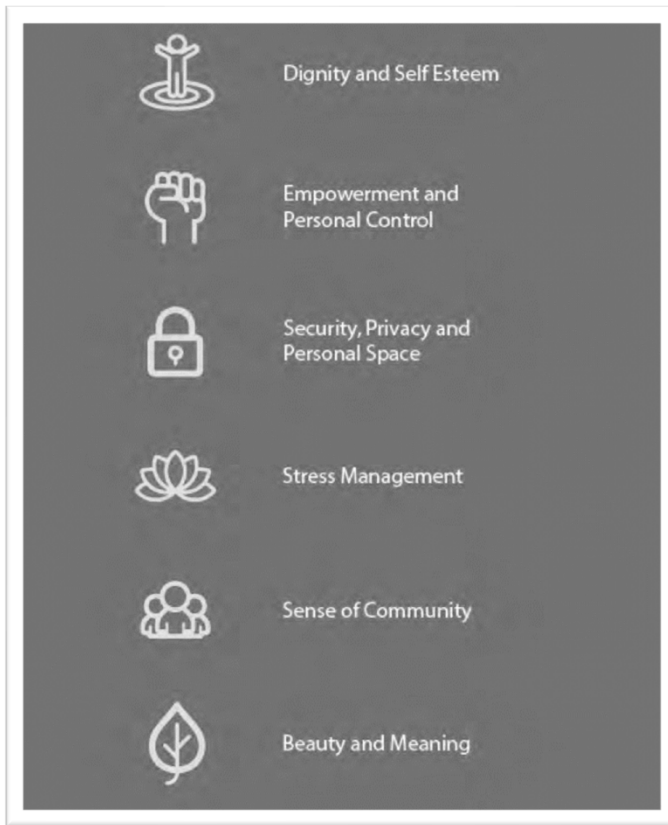 Dignity and Self Esteem
Empowerment and
Personal Control
Security, Privacy and
Personal Space
Stress Management
Sense of Community
Beauty and Meaning